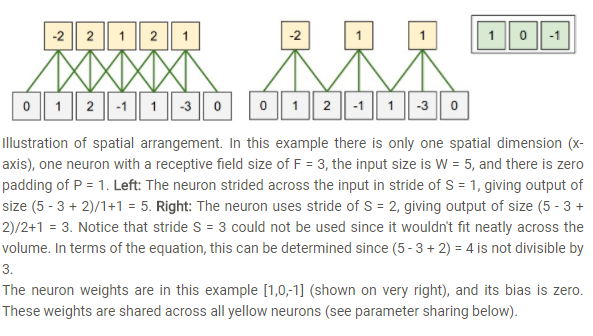 -2 2 1 2 1 -2 1 1 1 0 -1
0 1 2 -1 1 -3 0 0 1 2 -1 1 -3 0
Illustration of spatial arrangement. In this example there is only one spatial dimension (x-
axis), one neuron with a receptive field size of F = 3, the input size is W = 5, and there is zero
padding of P = 1. Left: The neuron strided across the input in stride of S = 1, giving output of
size (5 - 3 + 2)/1+1 = 5. Right: The neuron uses stride of S = 2, giving output of size (5 - 3 +
2)/2+1 = 3. Notice that stride S = 3 could not be used since it wouldn't fit neatly across the
volume. In terms of the equation, this can be determined since (5 - 3 + 2) = 4 is not divisible by
3.
The neuron weights are in this example [1,0,-1] (shown on very right), and its bias is zero.
These weights are shared across all yellow neurons (see parameter sharing below).